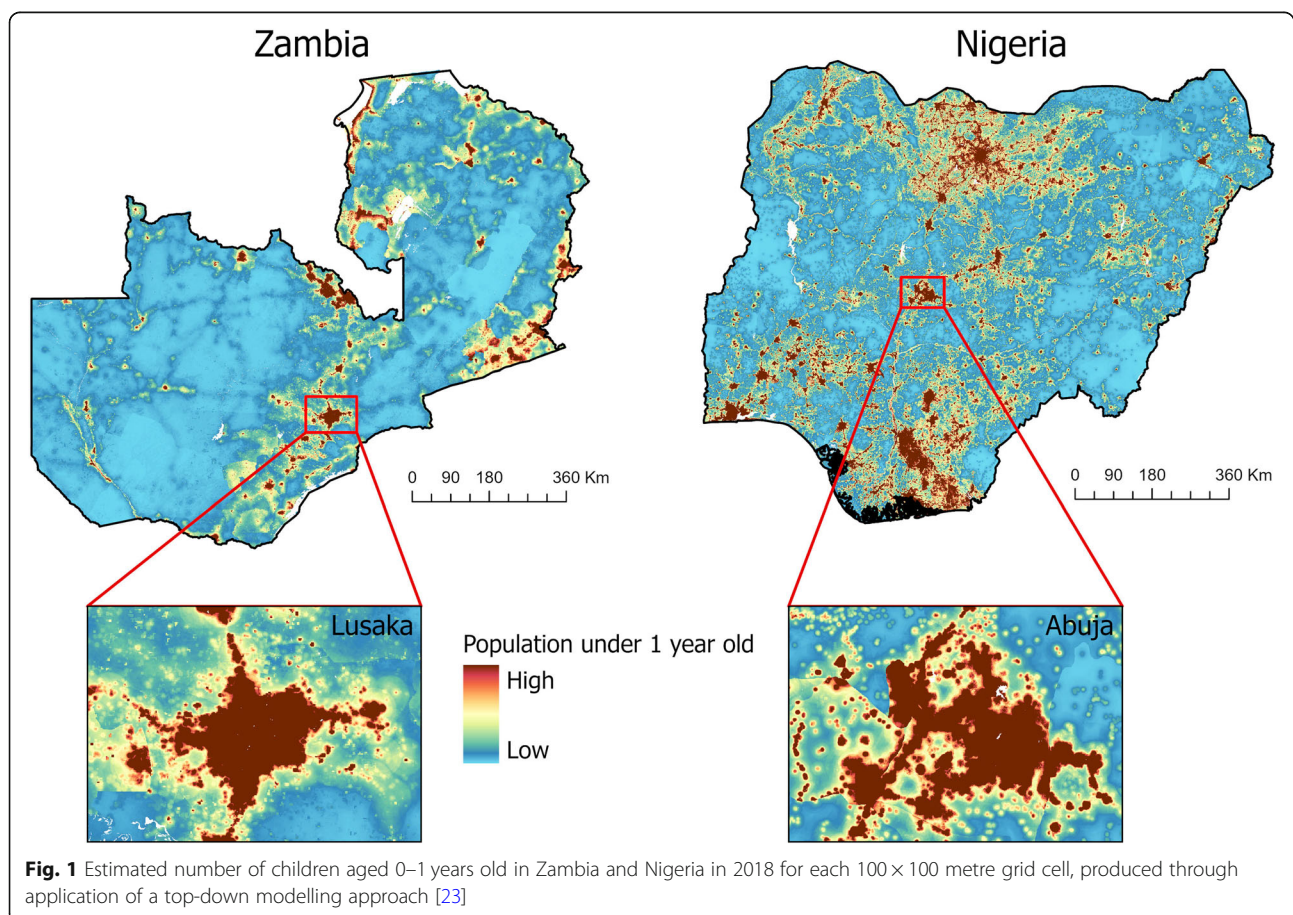 Zambia
Nigeria
0 90 180 360 Km
0 90 180 360 Km
Lusaka
Population under 1 year old
High
Low
Abuja
Fig. 1 Estimated number of children aged 0–1 years old in Zambia and Nigeria in 2018 for each 100 × 100 metre grid cell, produced through
application of a top-down modelling approach [23]